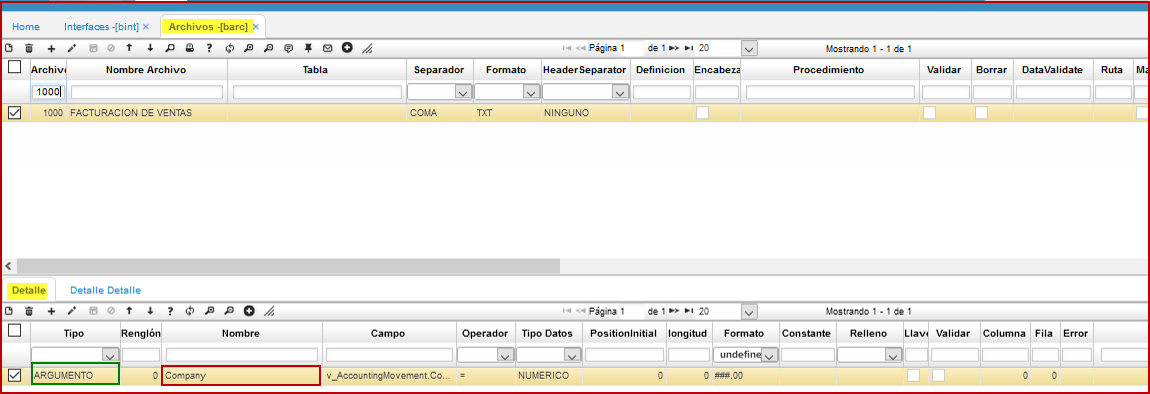 Home Interfaces -[bint] × Archivos -[barc] ×
Página 1 de 1 20 Mostrando 1 - 1 de 1
Archivo Nombre Archivo Tabla Separador Formato HeaderSeparator Definicion Encabeza Procedimiento Validar Borrar DataValidate Ruta Ma
1000
1000 FACTURACION DE VENTAS COMA TXT NINGUNO
Detalle Detalle Detalle
Página 1 de 1 20 Mostrando 1 - 1 de 1
Tipo Renglón Nombre Campo Operador Tipo Datos PositionInitial longitud Formato Constante Relleno Llave Validar Columna Fila Error
undefine
ARGUMENTO 0 Company v_AccountingMovement.Co... = NUMERICO 0 0 ###.00 0 0